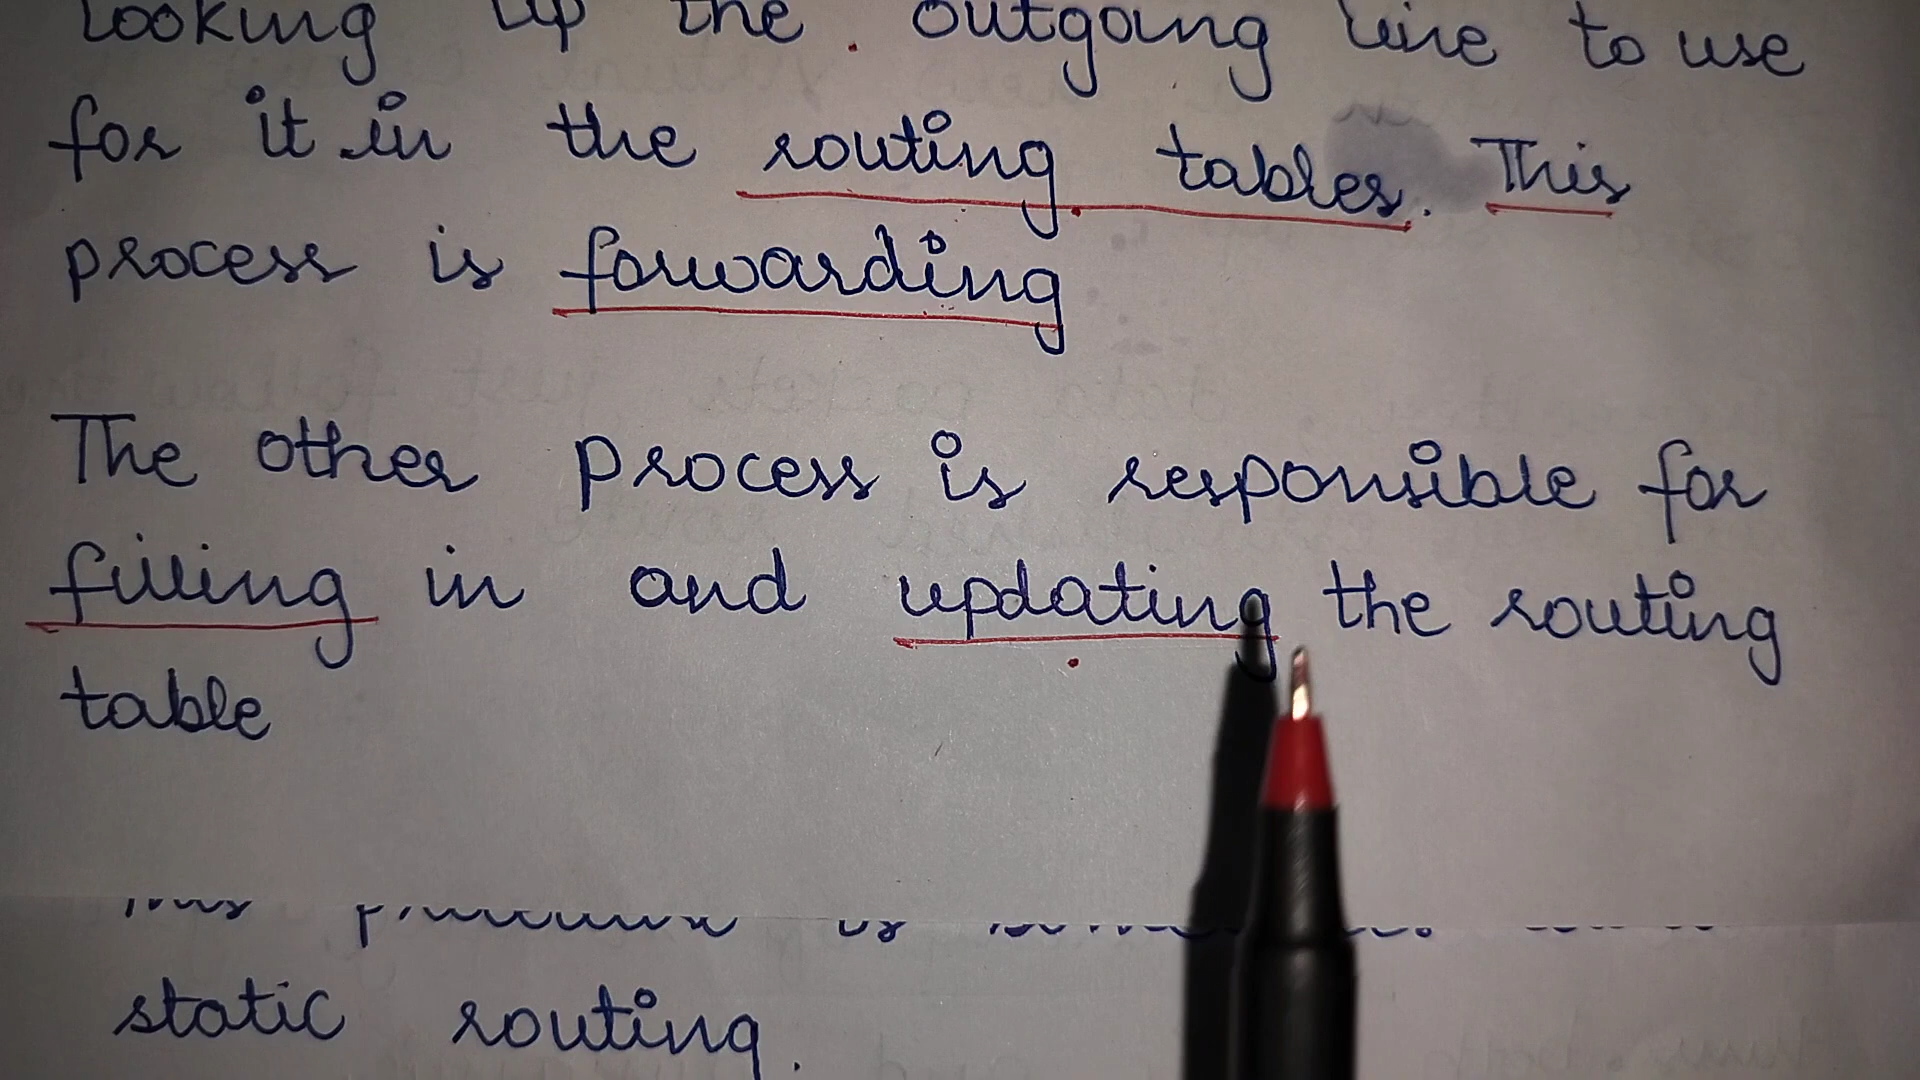 looking up the outgoing line to use
for it in the routing tables. This
process is forwarding
The other process is responsible for
filling in and updating the routing
table
static routing.